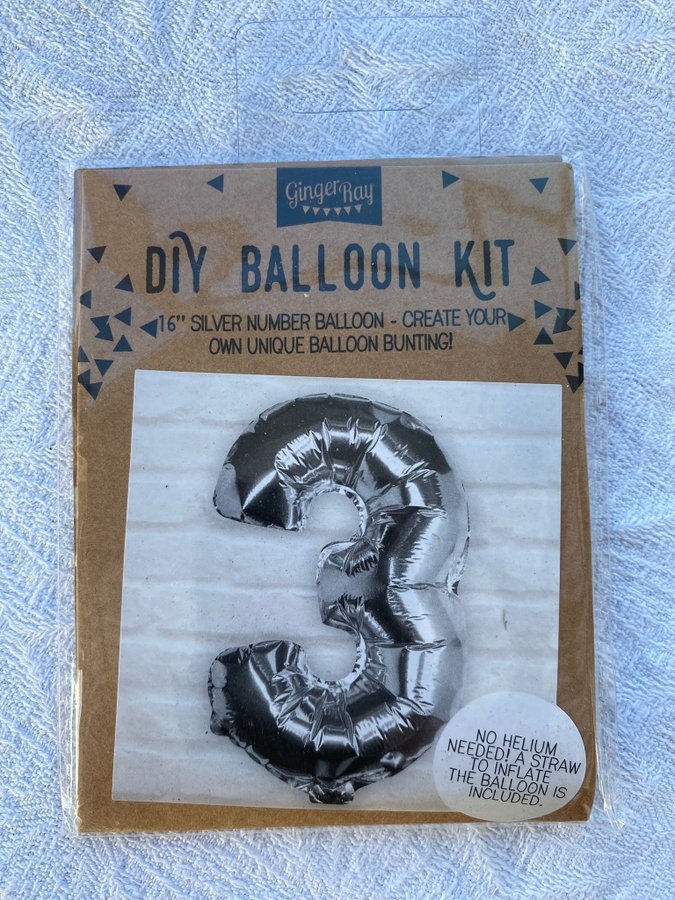 Ginger Ray
DIY BALLOON KIT
16" SILVER NUMBER BALLOON - CREATE YOUR
OWN UNIQUE BALLOON BUNTING!
3
NO HELIUM
NEEDED! A STRAW
TO INFLATE
THE BALLOON IS
INCLUDED.